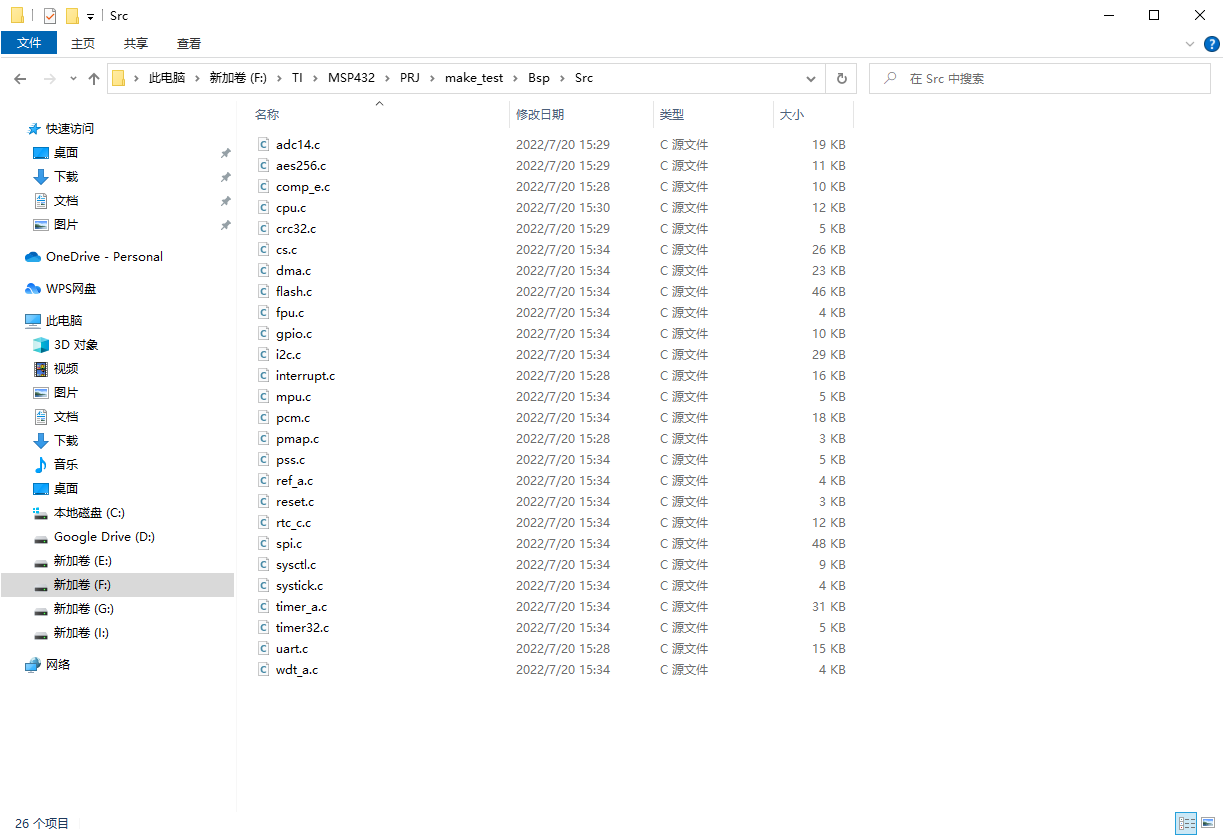 Src
文件 主页 共享 查看
此电脑 › 新加卷 (F:) › TI › MSP432 › PRJ › make_test › Bsp › Src
在 Src 中搜索
快速访问
桌面
下载
文档
图片
OneDrive - Personal
WPS网盘
此电脑
3D 对象
视频
图片
文档
下载
音乐
桌面
本地磁盘 (C:)
Google Drive (D:)
新加卷 (E:)
新加卷 (F:)
新加卷 (G:)
新加卷 (I:)
网络
名称 修改日期 类型 大小
adc14.c 2022/7/20 15:29 C 源文件 19 KB
aes256.c 2022/7/20 15:29 C 源文件 11 KB
comp_e.c 2022/7/20 15:28 C 源文件 10 KB
cpu.c 2022/7/20 15:30 C 源文件 12 KB
crc32.c 2022/7/20 15:29 C 源文件 5 KB
cs.c 2022/7/20 15:34 C 源文件 26 KB
dma.c 2022/7/20 15:34 C 源文件 23 KB
flash.c 2022/7/20 15:34 C 源文件 46 KB
fpu.c 2022/7/20 15:34 C 源文件 4 KB
gpio.c 2022/7/20 15:34 C 源文件 10 KB
i2c.c 2022/7/20 15:34 C 源文件 29 KB
interrupt.c 2022/7/20 15:28 C 源文件 16 KB
mpu.c 2022/7/20 15:34 C 源文件 5 KB
pcm.c 2022/7/20 15:34 C 源文件 18 KB
pmap.c 2022/7/20 15:28 C 源文件 3 KB
pss.c 2022/7/20 15:34 C 源文件 5 KB
ref_a.c 2022/7/20 15:34 C 源文件 4 KB
reset.c 2022/7/20 15:34 C 源文件 3 KB
rtc_c.c 2022/7/20 15:34 C 源文件 12 KB
spi.c 2022/7/20 15:34 C 源文件 48 KB
sysctl.c 2022/7/20 15:34 C 源文件 9 KB
systick.c 2022/7/20 15:34 C 源文件 4 KB
timer_a.c 2022/7/20 15:34 C 源文件 31 KB
timer32.c 2022/7/20 15:34 C 源文件 5 KB
uart.c 2022/7/20 15:28 C 源文件 15 KB
wdt_a.c 2022/7/20 15:34 C 源文件 4 KB
26 个项目